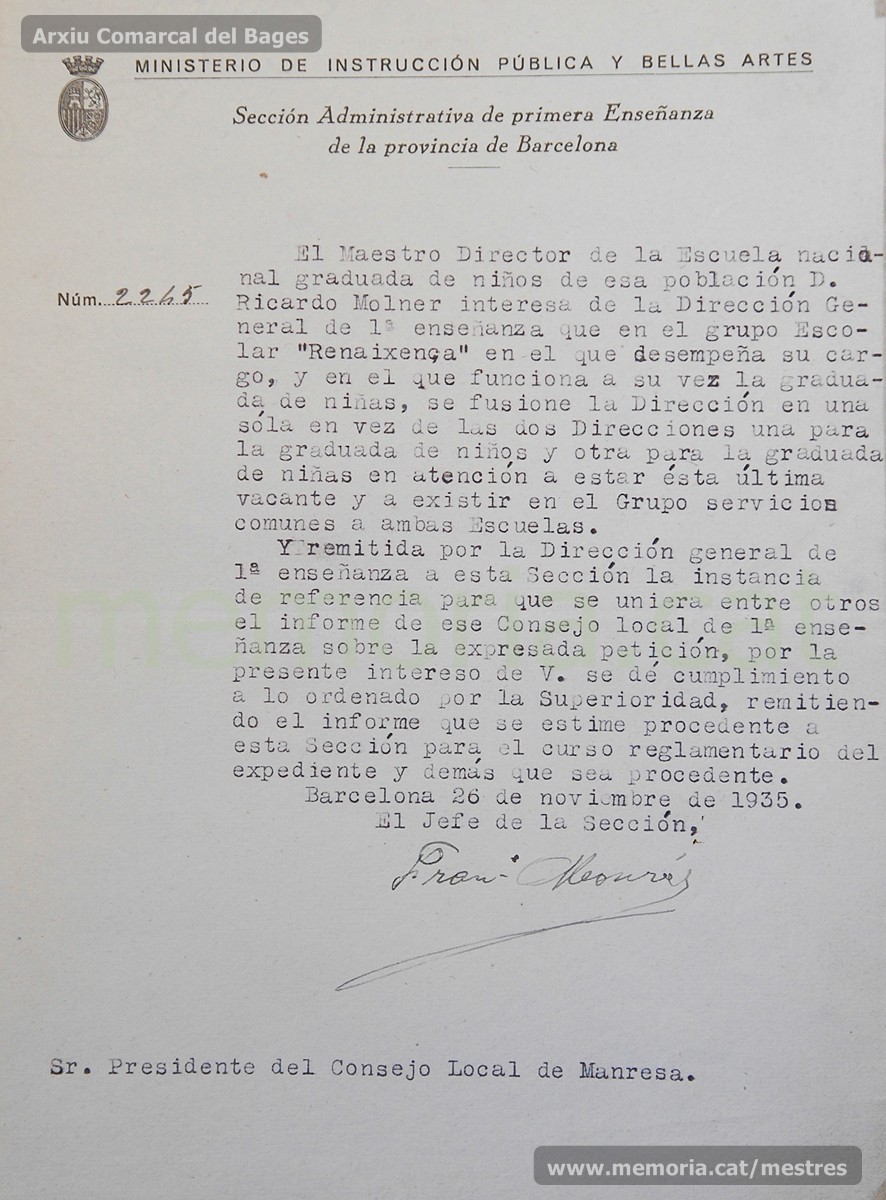 Arxiu Comarcal del Bages
MINISTERIO DE INSTRUCCIÓN PÚBLICA Y BELLAS ARTES
Sección Administrativa de primera Enseñanza
de la provincia de Barcelona
El Maestro Director de la Escuela nacio-
nal graduada de niños de esa población D.
Núm. 2265
Ricardo Molner interesa de la Dirección Ge-
neral de 1ª enseñanza que en el grupo Esco-
lar "Renaixença" en el que desempeña su car-
go, y en el que funciona a su vez la gradua-
da de niñas, se fusione la Dirección en una
sóla en vez de las dos Direcciones una para
la graduada de niños y otra para la graduada
de niñas en atención a estar ésta última
vacante y a existir en el Grupo servicios
comunes a ambas Escuelas.
Y remitida por la Dirección general de
1ª enseñanza a esta Sección la instancia
de referencia para que se uniera entre otros
el informe de ese Consejo local de 1ª ense-
ñanza sobre la expresada petición, por la
presente intereso de V. se dé cumplimiento
a lo ordenado por la Superioridad, remitien-
do el informe que se estime procedente a
esta Sección para el curso reglamentario del
expediente y demás que sea procedente.
Barcelona 26 de noviembre de 1935.
El Jefe de la Sección,
Sr. Presidente del Consejo Local de Manresa.
www.memoria.cat/mestres